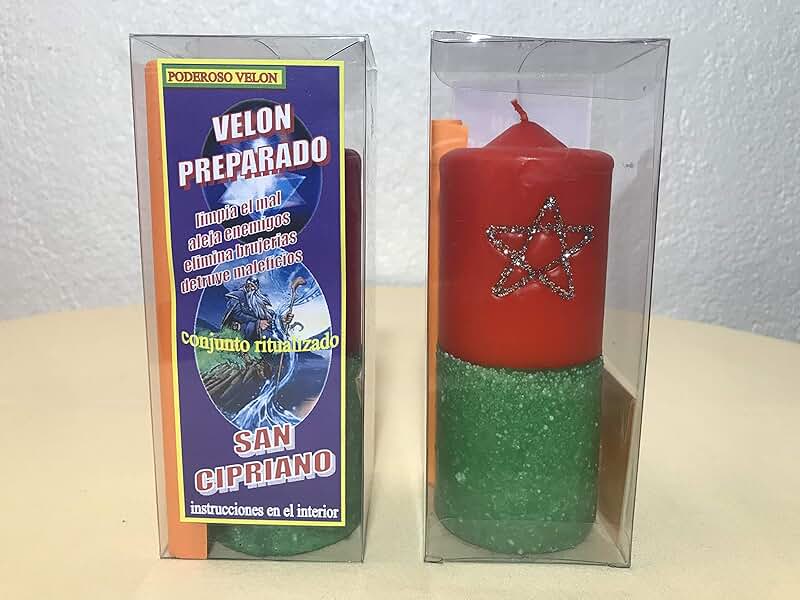 PODEROSO VELON
VELON
PREPARADO
limpia el mal
aleja enemigos
elimina brujerias
detruye maleficios
conjunto ritualizado
SAN
CIPRIANO
instrucciones en el interior